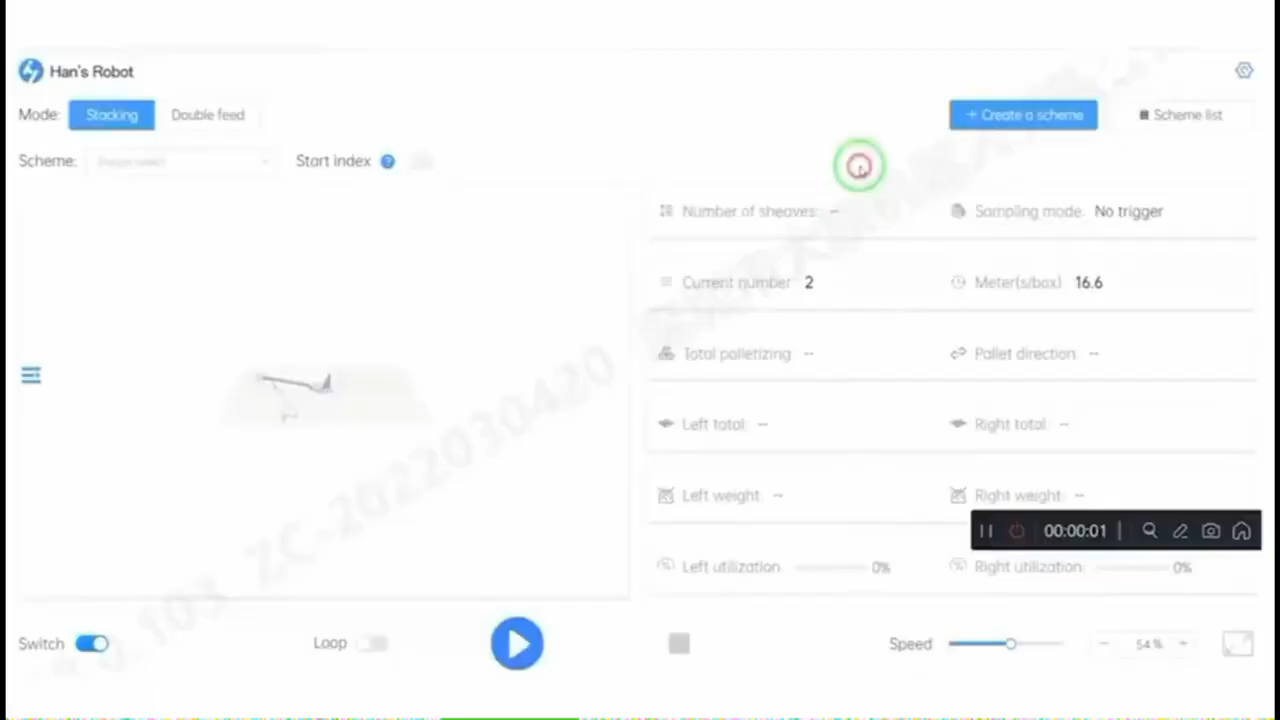 Han's Robot
Mode: Stacking Double feed + Create a scheme Scheme list
Scheme: Start index ?
Number of sheaves: -- Sampling mode: No trigger
Current number 2 Meter(s/box) 16.6
Total palletizing -- Pallet direction: --
Left total: -- Right total: --
Left weight: -- Right weight: --
00:00:01
Left utilization 0% Right utilization: 0%
Switch Loop Speed 54 %
ZC-2022030420